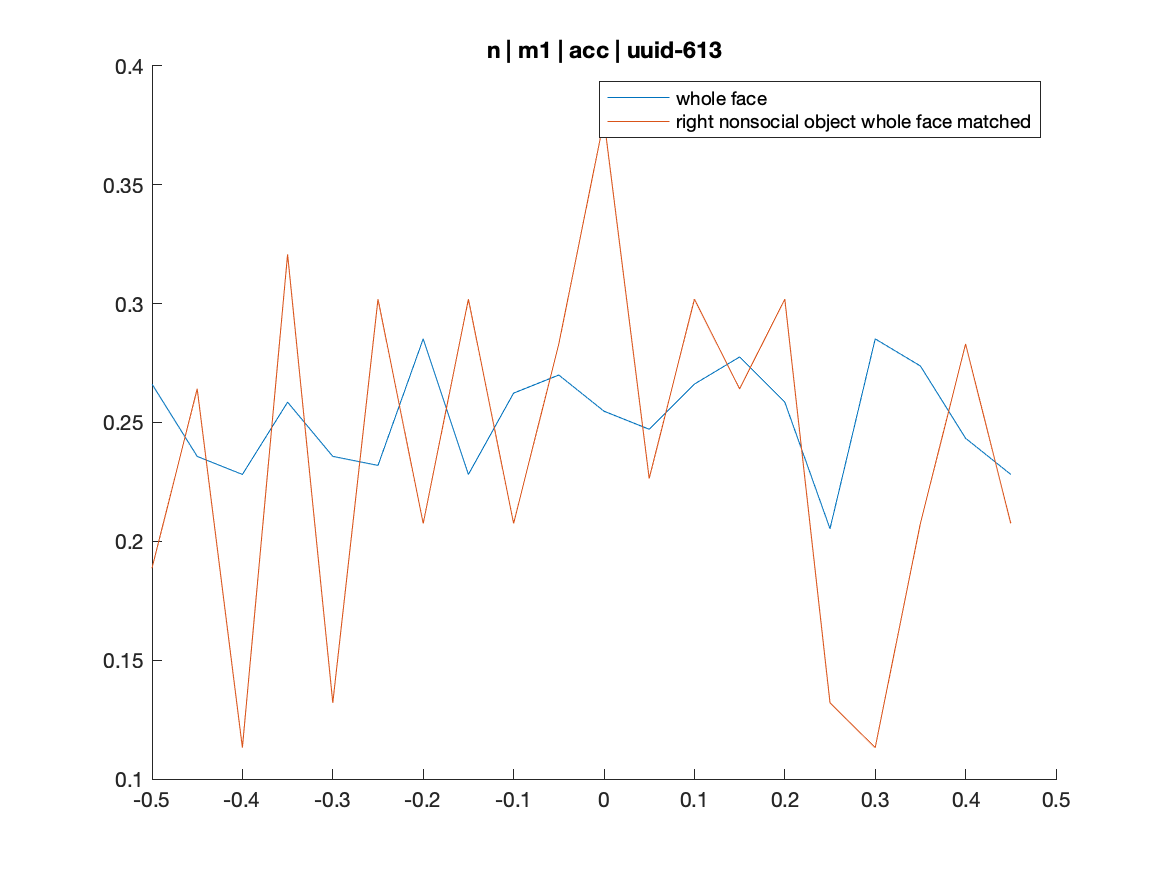 n | m1 | acc | uuid-613
0.4
0.35
0.3
0.25
0.2
0.15
0.1
whole face
right nonsocial object whole face matched
-0.5 -0.4 -0.3 -0.2 -0.1 0 0.1 0.2 0.3 0.4 0.5